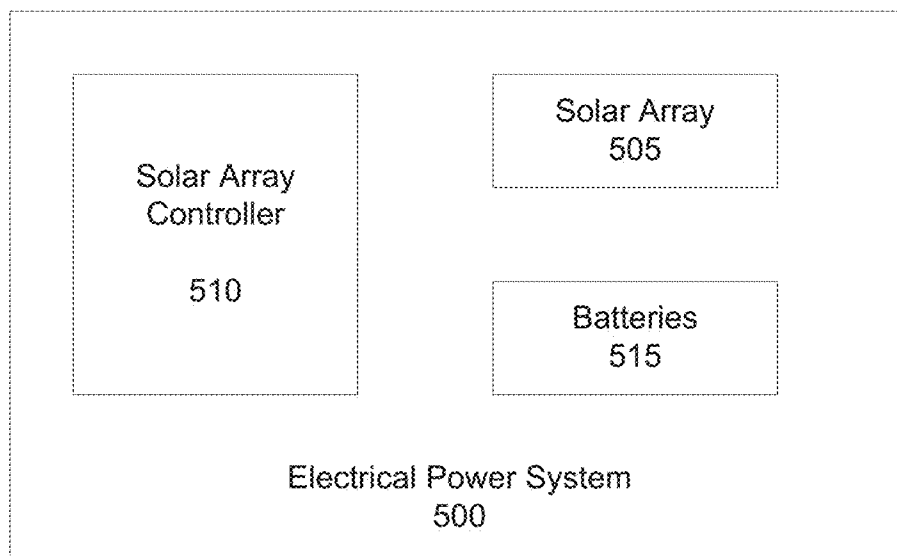 Solar Array
Controller
510
Solar Array
505
Batteries
515
Electrical Power System
500